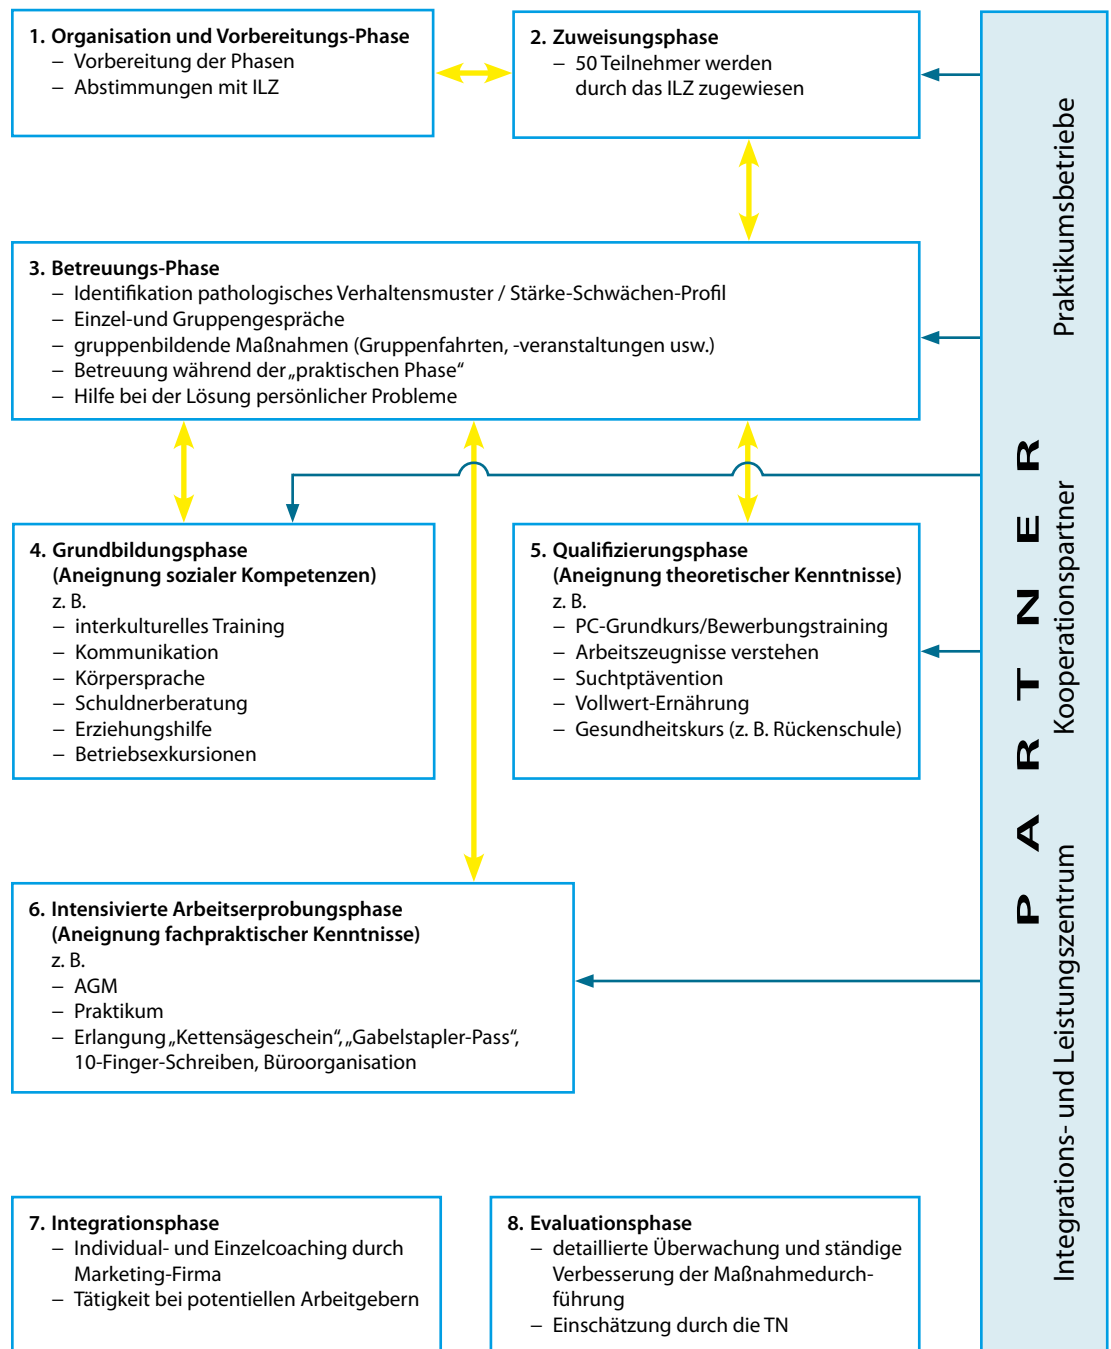 1. Organisation und Vorbereitungs-Phase
– Vorbereitung der Phasen
– Abstimmungen mit ILZ
2. Zuweisungsphase
– 50 Teilnehmer werden
durch das ILZ zugewiesen
3. Betreuungs-Phase
– Identifikation pathologisches Verhaltensmuster / Stärke-Schwächen-Profil
– Einzel-und Gruppengespräche
– gruppenbildende Maßnahmen (Gruppenfahrten, -veranstaltungen usw.)
– Betreuung während der „praktischen Phase“
– Hilfe bei der Lösung persönlicher Probleme
4. Grundbildungsphase
(Aneignung sozialer Kompetenzen)
z. B.
– interkulturelles Training
– Kommunikation
– Körpersprache
– Schuldnerberatung
– Erziehungshilfe
– Betriebsexkursionen
5. Qualifizierungsphase
(Aneignung theoretischer Kenntnisse)
z. B.
– PC-Grundkurs/Bewerbungstraining
– Arbeitszeugnisse verstehen
– Suchtptävention
– Vollwert-Ernährung
– Gesundheitskurs (z. B. Rückenschule)
6. Intensivierte Arbeitserprobungsphase
(Aneignung fachpraktischer Kenntnisse)
z. B.
– AGM
– Praktikum
– Erlangung „Kettensägeschein“, „Gabelstapler-Pass“,
10-Finger-Schreiben, Büroorganisation
7. Integrationsphase
– Individual- und Einzelcoaching durch
Marketing-Firma
– Tätigkeit bei potentiellen Arbeitgebern
8. Evaluationsphase
– detaillierte Überwachung und ständige
Verbesserung der Maßnahmedurch-
führung
– Einschätzung durch die TN
PARTNER
Integrations- und Leistungszentrum
Kooperationspartner
Praktikumsbetriebe